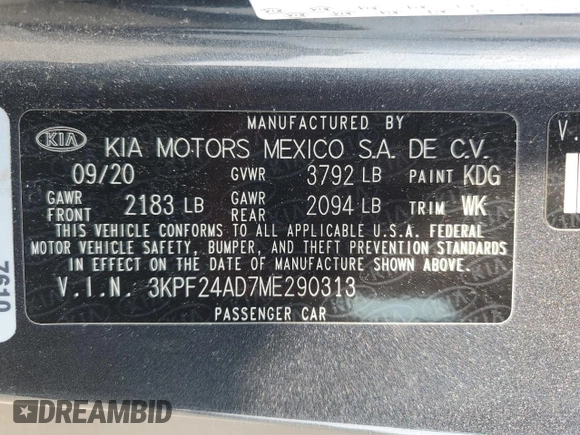 MANUFACTURED BY
KIA KIA MOTORS MEXICO S.A. DE C.V.
09/20 GVWR 3792 LB PAINT KDG
GAWR FRONT 2183 LB GAWR REAR 2094 LB TRIM WK
THIS VEHICLE CONFORMS TO ALL APPLICABLE U.S.A. FEDERAL
MOTOR VEHICLE SAFETY, BUMPER, AND THEFT PREVENTION STANDARDS
IN EFFECT ON THE DATE OF MANUFACTURE SHOWN ABOVE.
V.I.N. 3KPF24AD7ME290313
PASSENGER CAR
7610
V.
DREAMBID